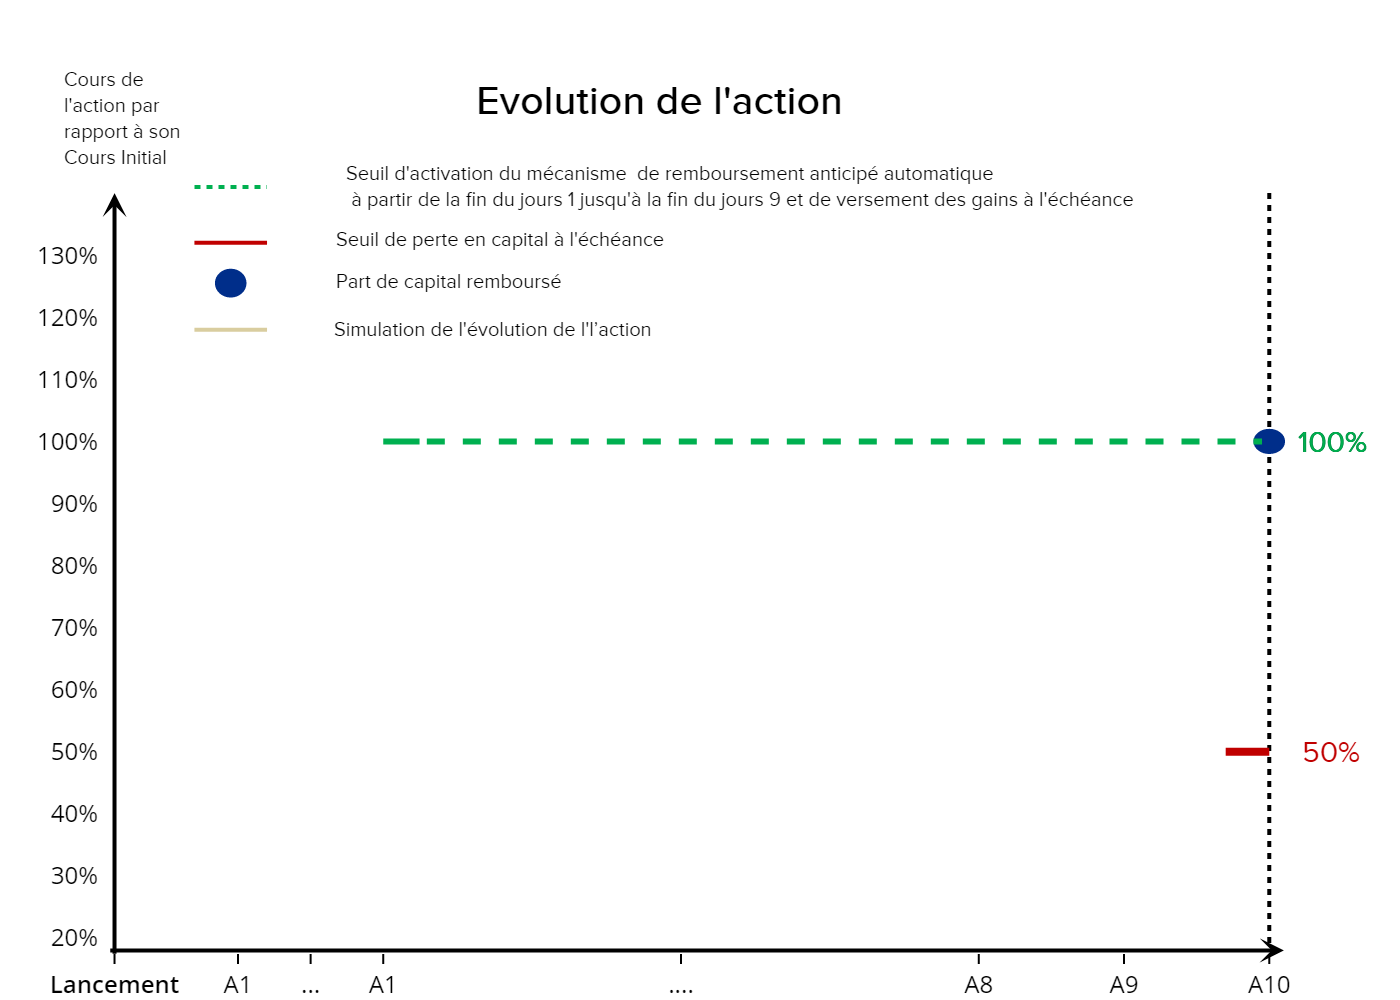 Cours de
l'action par
rapport à son
Cours Initial
Evolution de l'action
Seuil d'activation du mécanisme  de remboursement anticipé automatique
à partir de la fin du jours 1 jusqu'à la fin du jours 9 et de versement des gains à l'échéance
Seuil de perte en capital à l'échéance
Part de capital remboursé
Simulation de l'évolution de l'l’action
130%
120%
110%
100%
100%
90%
80%
70%
60%
50%
50%
40%
30%
20%
Lancement A1 ... A1 .... A8 A9 A10